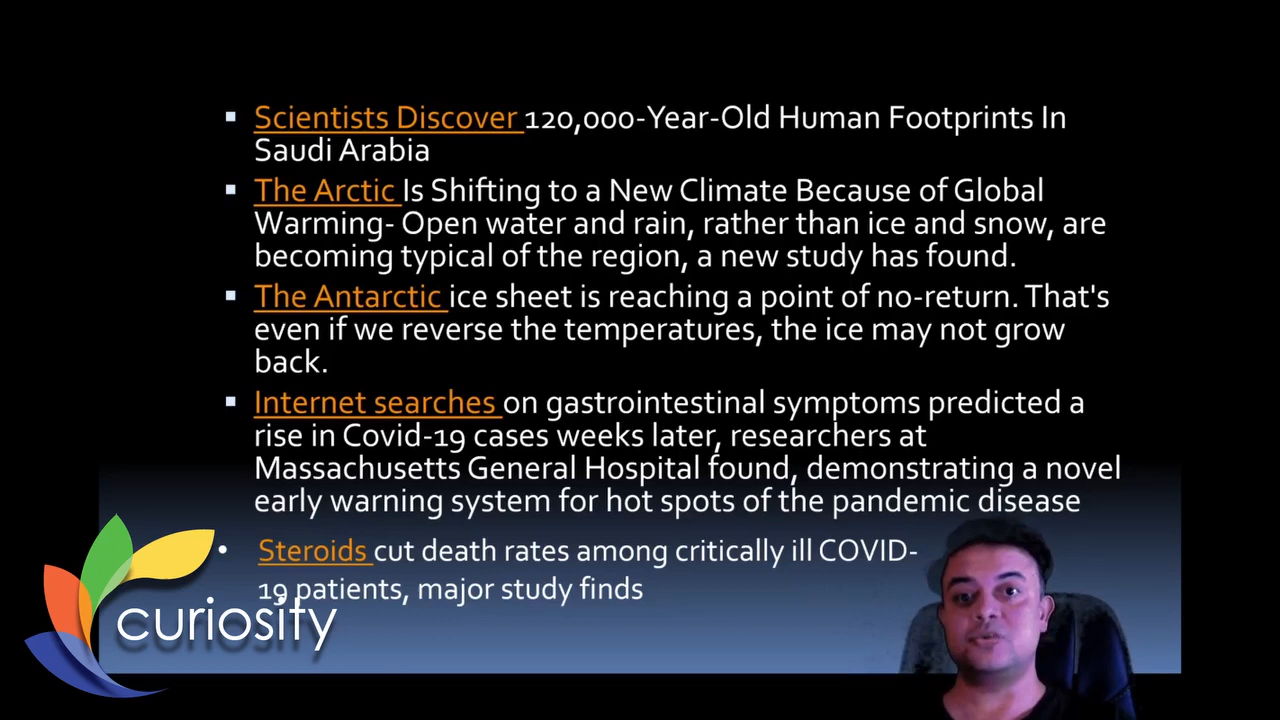 Scientists Discover 120,000-Year-Old Human Footprints In
Saudi Arabia
The Arctic Is Shifting to a New Climate Because of Global
Warming- Open water and rain, rather than ice and snow, are
becoming typical of the region, a new study has found.
The Antarctic ice sheet is reaching a point of no-return. That's
even if we reverse the temperatures, the ice may not grow
back.
Internet searches on gastrointestinal symptoms predicted a
rise in Covid-19 cases weeks later, researchers at
Massachusetts General Hospital found, demonstrating a novel
early warning system for hot spots of the pandemic disease
Steroids cut death rates among critically ill COVID-
19 patients, major study finds
curiosity